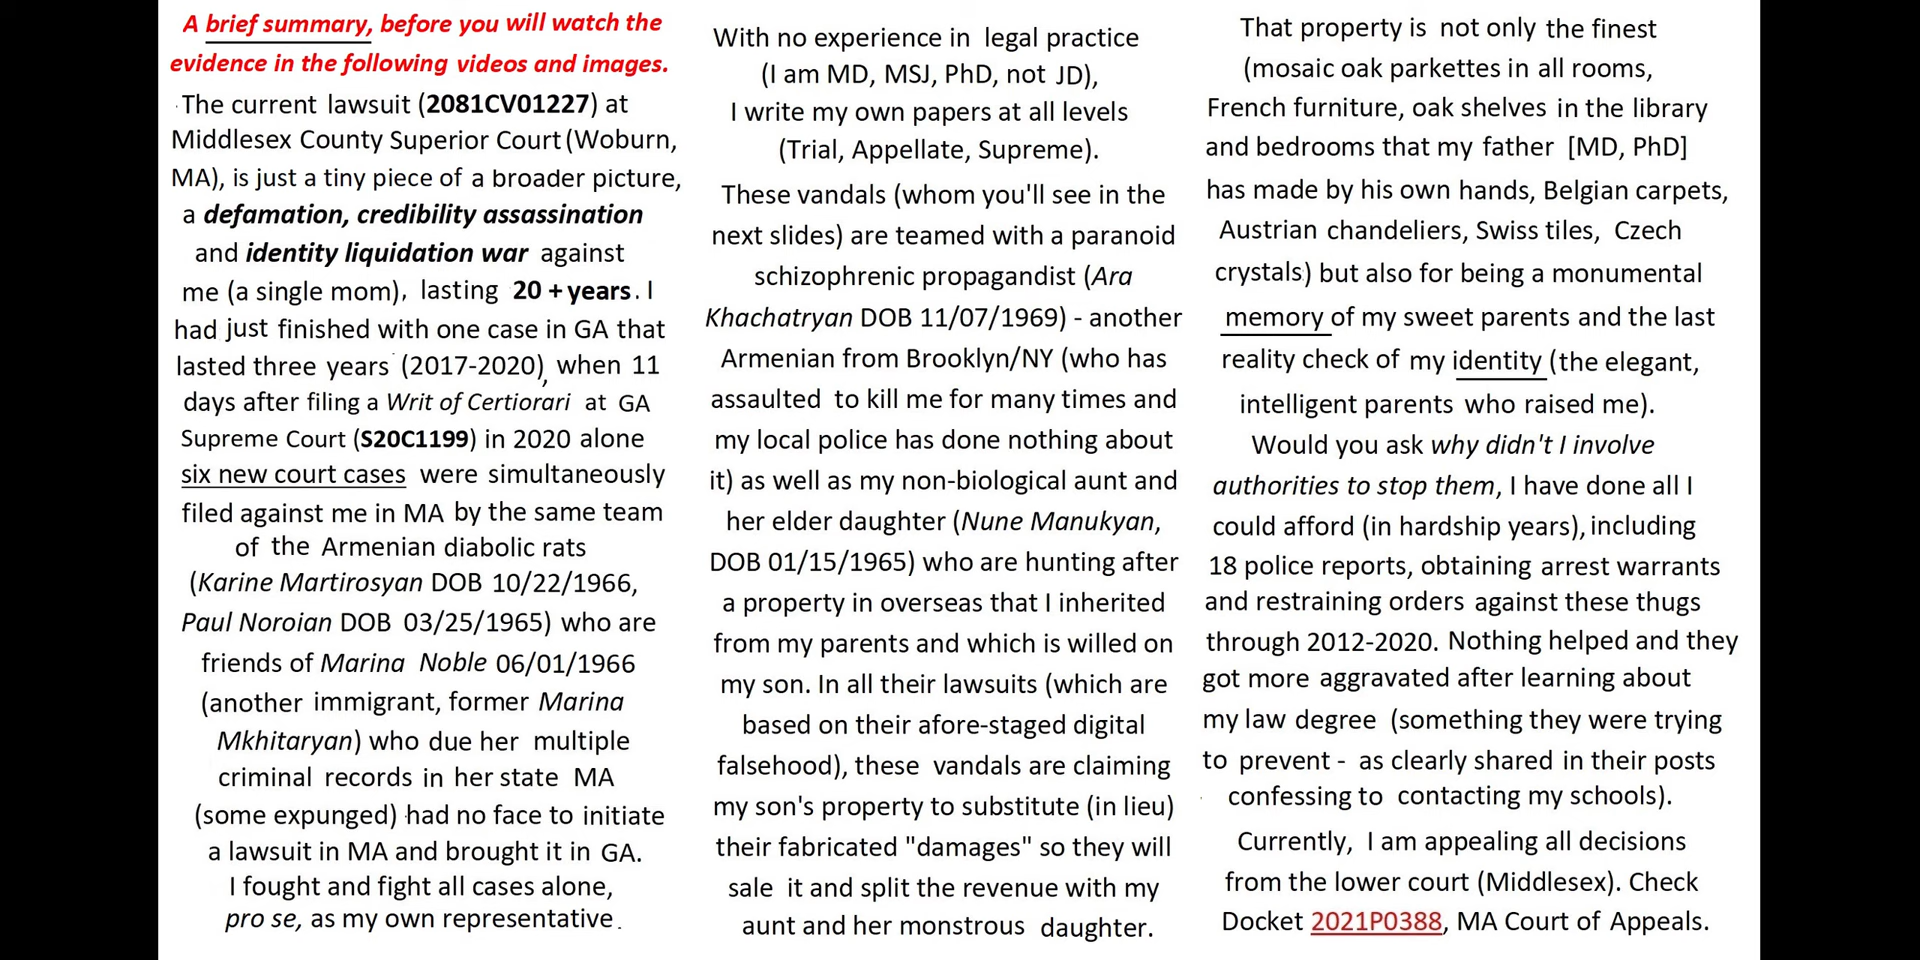 A brief summary, before you will watch the
evidence in the following videos and images.
The current lawsuit (2081CV01227) at
Middlesex County Superior Court (Woburn,
MA), is just a tiny piece of a broader picture,
a defamation, credibility assassination
and identity liquidation war against
me (a single mom), lasting 20 + years. I
had just finished with one case in GA that
lasted three years (2017-2020), when 11
days after filing a Writ of Certiorari at GA
Supreme Court (S20C1199) in 2020 alone
six new court cases were simultaneously
filed against me in MA by the same team
of the Armenian diabolic rats
(Karine Martirosyan DOB 10/22/1966,
Paul Noroian DOB 03/25/1965) who are
friends of Marina Noble 06/01/1966
(another immigrant, former Marina
Mkhitaryan) who due her multiple
criminal records in her state MA
(some expunged) had no face to initiate
a lawsuit in MA and brought it in GA.
I fought and fight all cases alone,
pro se, as my own representative.
With no experience in legal practice
(I am MD, MSJ, PhD, not JD),
I write my own papers at all levels
(Trial, Appellate, Supreme).
These vandals (whom you'll see in the
next slides) are teamed with a paranoid
schizophrenic propagandist (Ara
Khachatryan DOB 11/07/1969) - another
Armenian from Brooklyn/NY (who has
assaulted to kill me for many times and
my local police has done nothing about
it) as well as my non-biological aunt and
her elder daughter (Nune Manukyan,
DOB 01/15/1965) who are hunting after
a property in overseas that I inherited
from my parents and which is willed on
my son. In all their lawsuits (which are
based on their afore-staged digital
falsehood), these vandals are claiming
my son's property to substitute (in lieu)
their fabricated "damages" so they will
sale it and split the revenue with my
aunt and her monstrous daughter.
That property is not only the finest
(mosaic oak parkettes in all rooms,
French furniture, oak shelves in the library
and bedrooms that my father [MD, PhD]
has made by his own hands, Belgian carpets,
Austrian chandeliers, Swiss tiles, Czech
crystals) but also for being a monumental
memory of my sweet parents and the last
reality check of my identity (the elegant,
intelligent parents who raised me).
Would you ask why didn't I involve
authorities to stop them, I have done all I
could afford (in hardship years), including
18 police reports, obtaining arrest warrants
and restraining orders against these thugs
through 2012-2020. Nothing helped and they
got more aggravated after learning about
my law degree (something they were trying
to prevent - as clearly shared in their posts
confessing to contacting my schools).
Currently, I am appealing all decisions
from the lower court (Middlesex). Check
Docket 2021P0388, MA Court of Appeals.